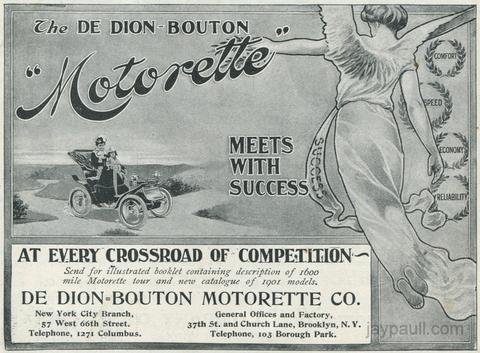 The DE DION-BOUTON
"Motorette"
COMFORT
SPEED
ECONOMY
RELIABILITY
MEETS
WITH
SUCCESS
SUCCESS
AT EVERY CROSSROAD OF COMPETITION
Send for illustrated booklet containing description of 1600
mile Motorette tour and new catalogue of 1901 models.
DE DION-BOUTON MOTORETTE CO.
New York City Branch,
57 West 66th Street.
Telephone, 1271 Columbus.
General Offices and Factory,
37th St. and Church Lane, Brooklyn, N. Y.
Telephone, 103 Borough Park.
jaypaull.com